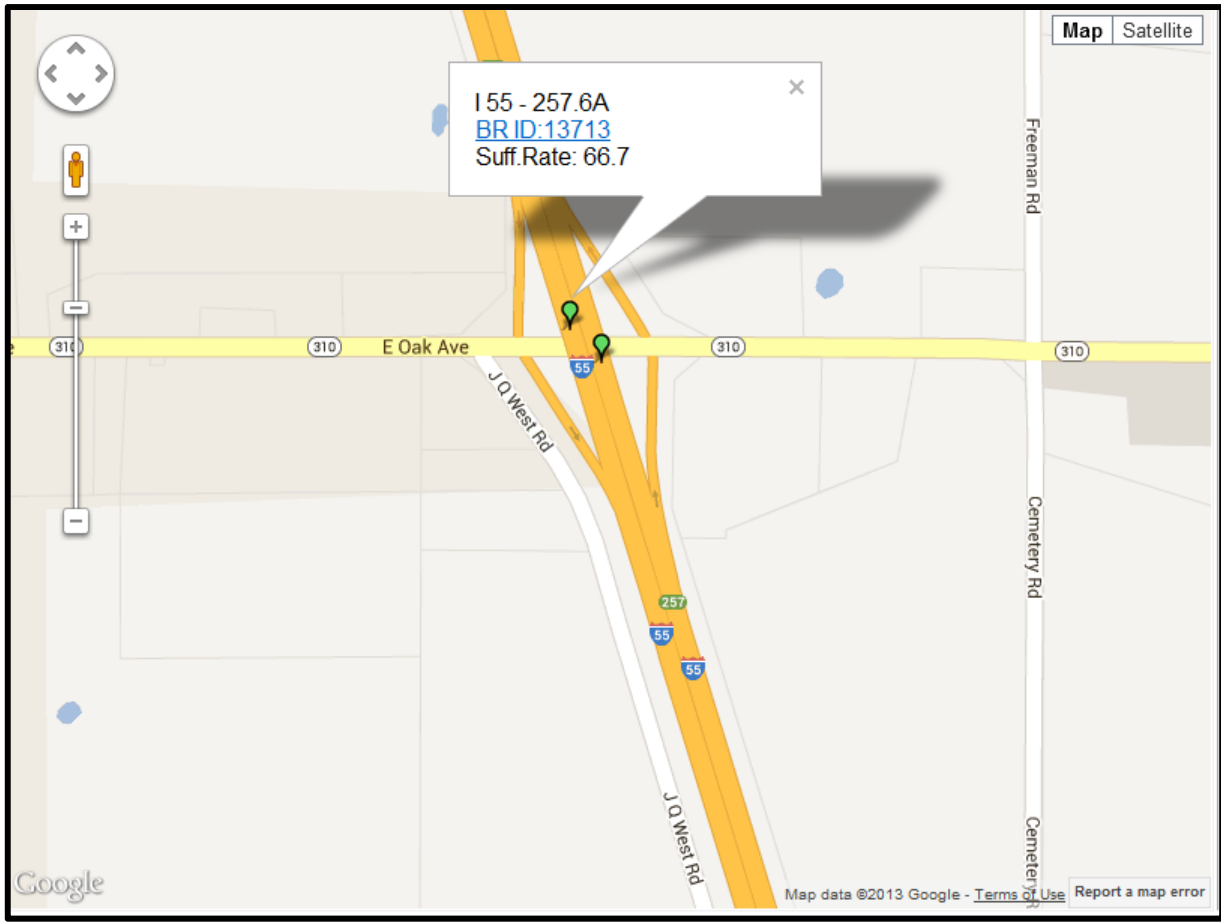 Map Satellite
I 55 - 257.6A
BR ID:13713
Suff.Rate: 66.7
Freeman Rd
310
310
E Oak Ave
310
310
55
J Q West Rd
Cemetery Rd
257
55
55
J Q West Rd
Cemetery R
Google
Map data ©2013 Google - Terms of Use
Report a map error